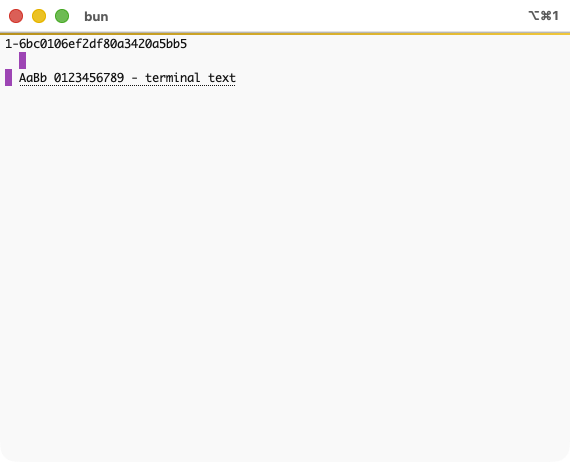 bun
⌥⌘1
1-6bc0106ef2df80a3420a5bb5
AaBb 0123456789 - terminal text